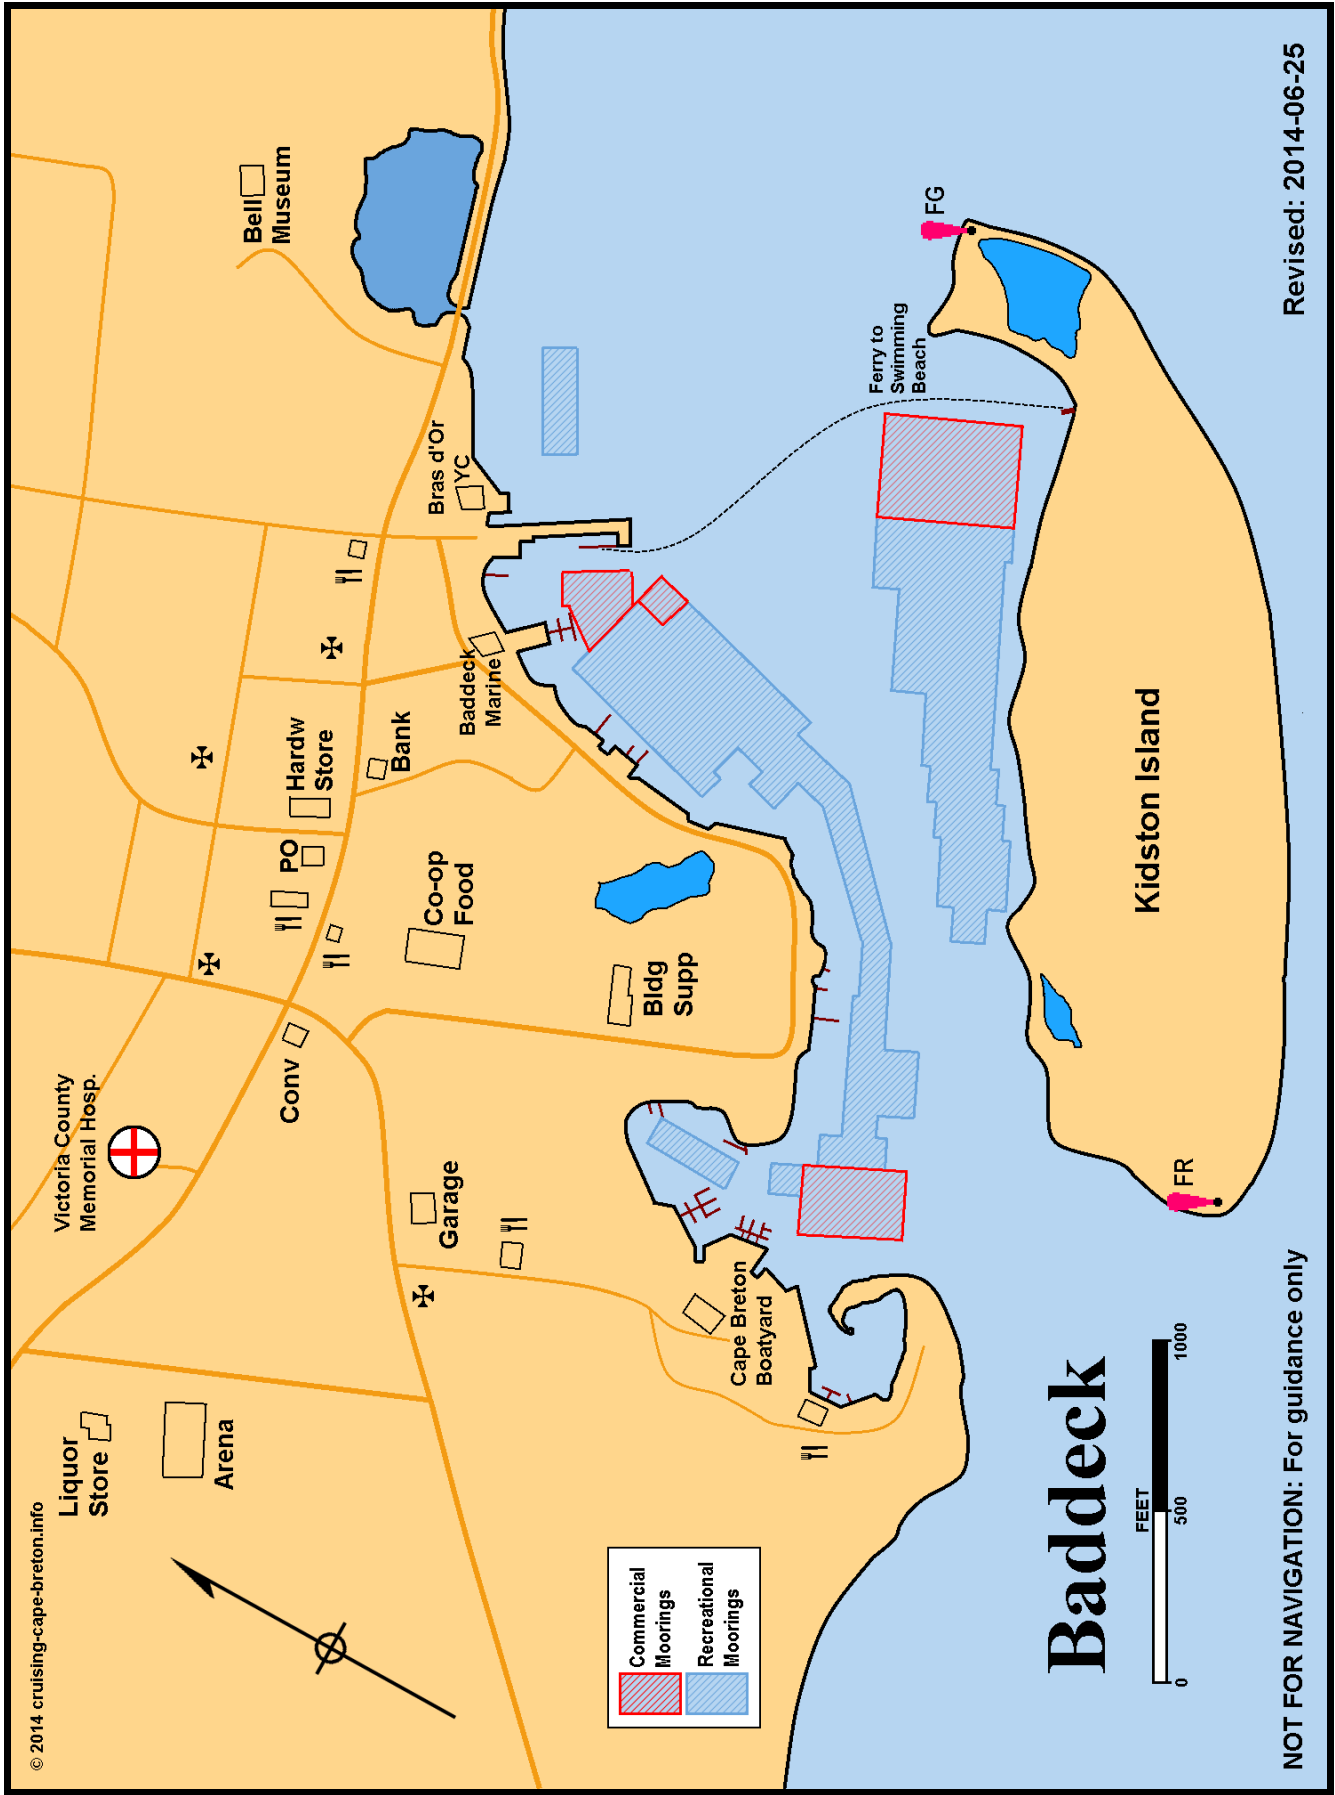 © 2014 cruising-cape-breton.info
Liquor
Store
Arena
Victoria County
Memorial Hosp.
Conv
Garage
PO
Hardw
Store
Bank
Co-op
Food
Bldg
Supp
Bell
Museum
Bras d'Or
YC
Baddeck
Marine
Cape Breton
Boatyard
Ferry to
Swimming
Beach
FG
FR
Kidston Island
Commercial
Moorings
Recreational
Moorings
Baddeck
FEET
0 500 1000
NOT FOR NAVIGATION: For guidance only
Revised: 2014-06-25